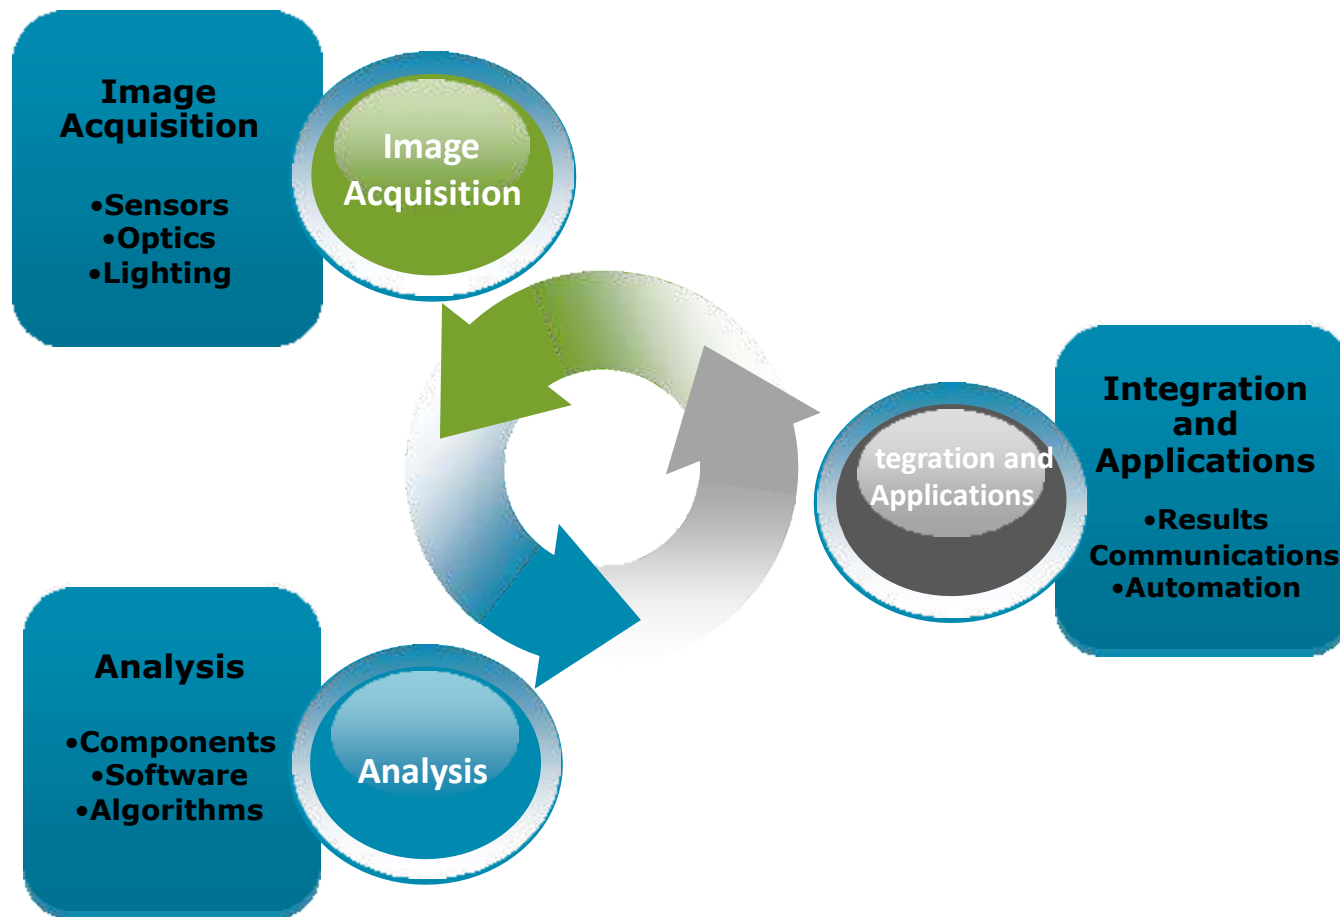 Image
Acquisition
•Sensors
•Optics
•Lighting
Image
Acquisition
Integration
and
Applications
•Results
Communications
•Automation
tegration and
Applications
Analysis
•Components
•Software
•Algorithms
Analysis